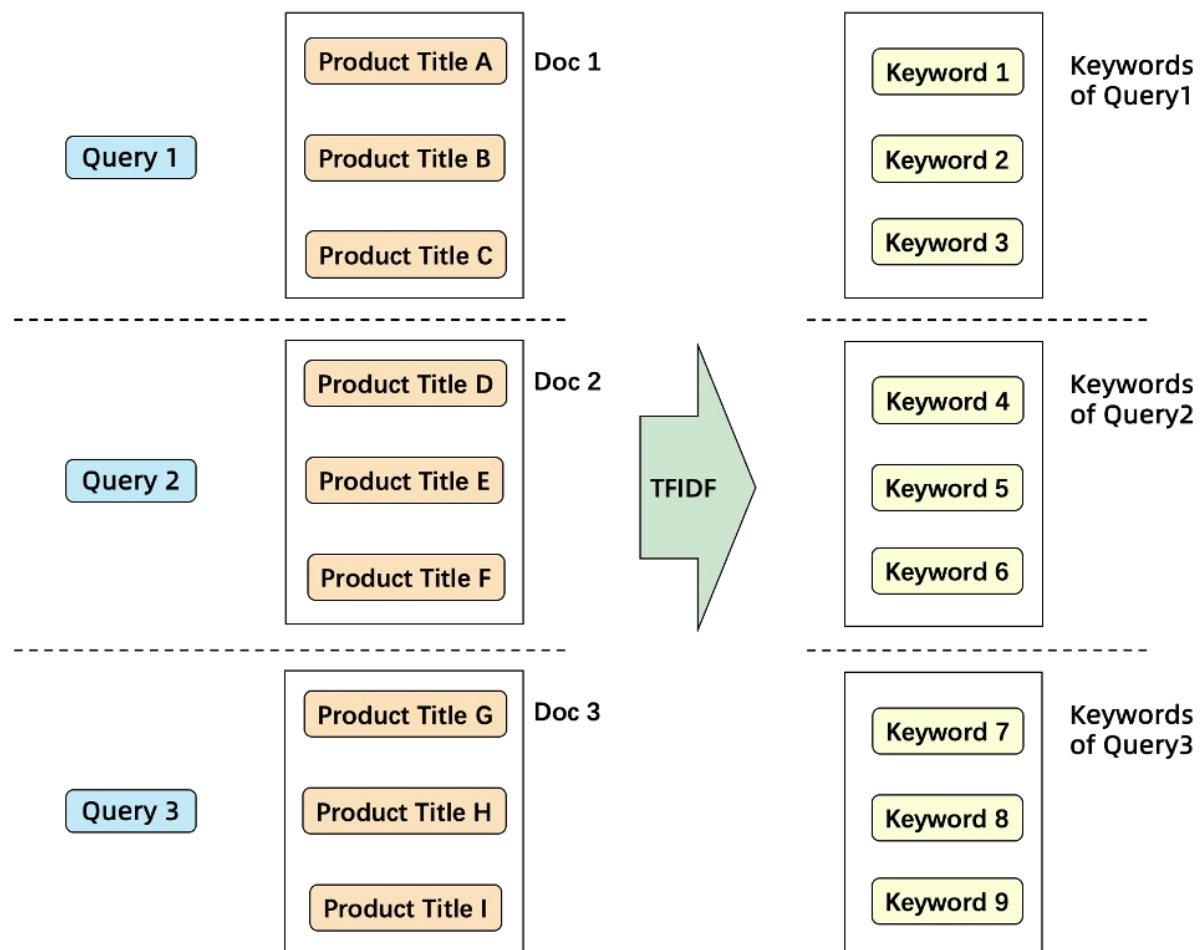 Product Title A
Doc 1
Query 1
Product Title B
Product Title C
Keyword 1
Keywords
of Query1
Keyword 2
Keyword 3
Product Title D
Doc 2
Query 2
Product Title E
Product Title F
TFIDF
Keyword 4
Keywords
of Query2
Keyword 5
Keyword 6
Product Title G
Doc 3
Query 3
Product Title H
Product Title I
Keyword 7
Keywords
of Query3
Keyword 8
Keyword 9